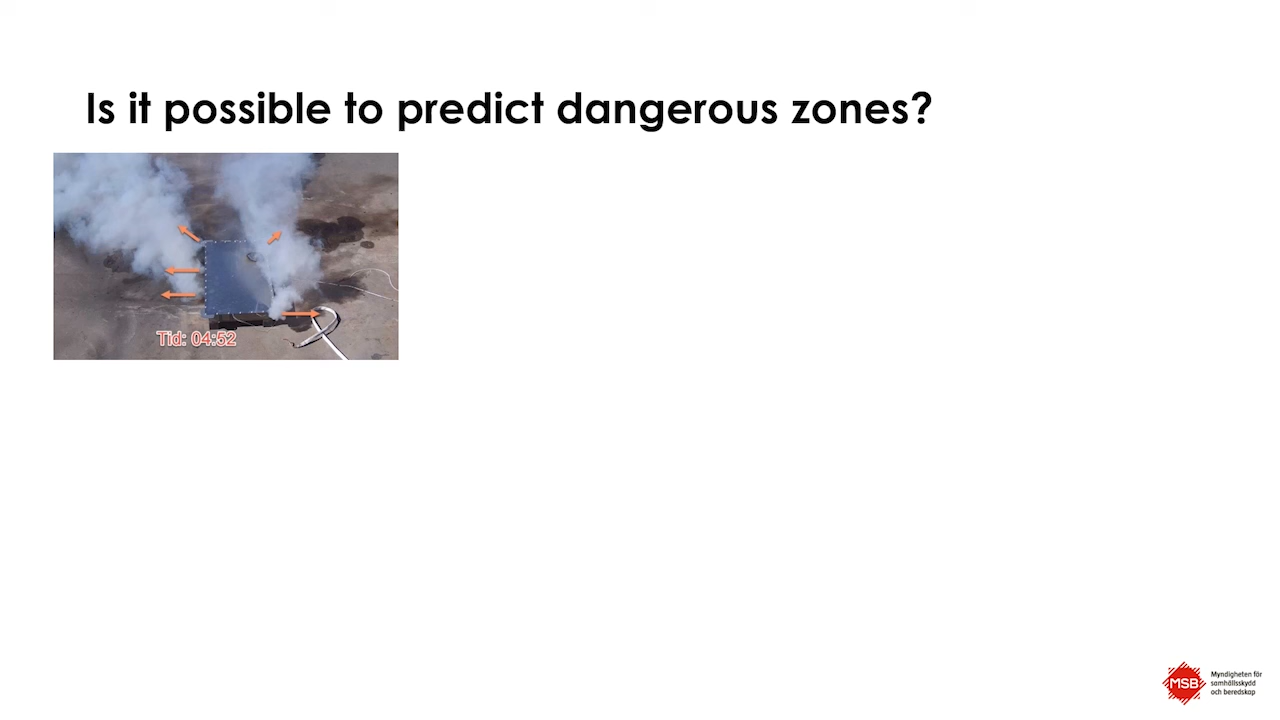 Is it possible to predict dangerous zones?
Tid: 04:52
MSB
Myndigheten för
samhällsskydd
och beredskap